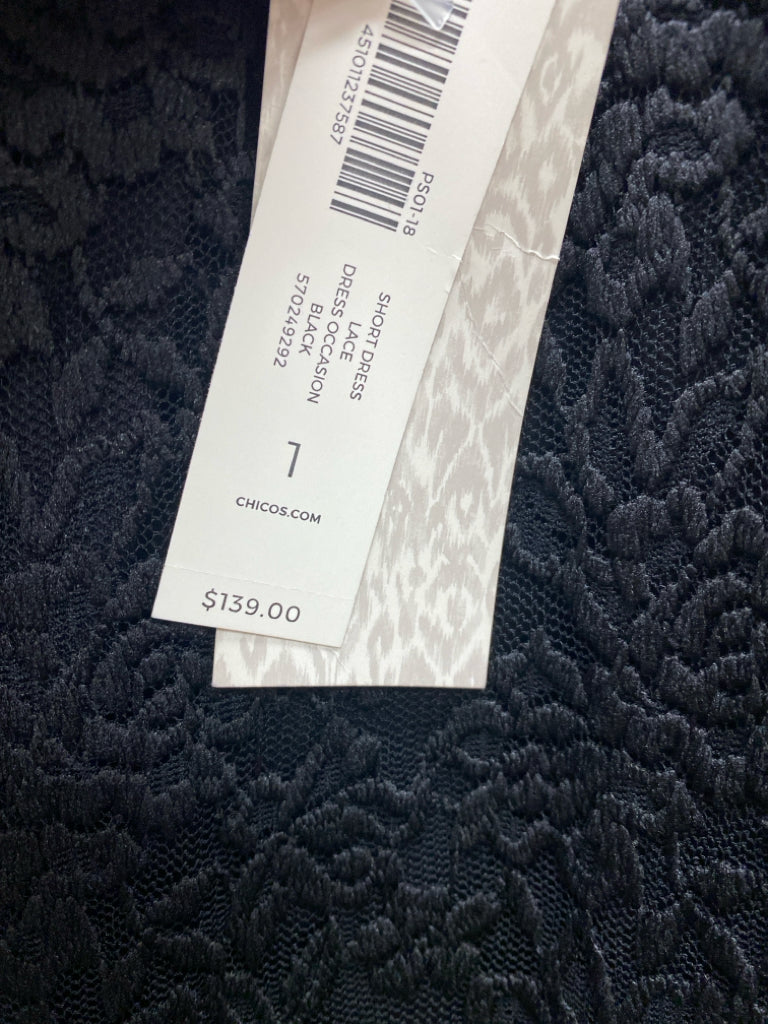 451011237587
PS01-18
SHORT DRESS
LACE
DRESS OCCASION
BLACK
570249292
1
CHICOS.COM
$139.00